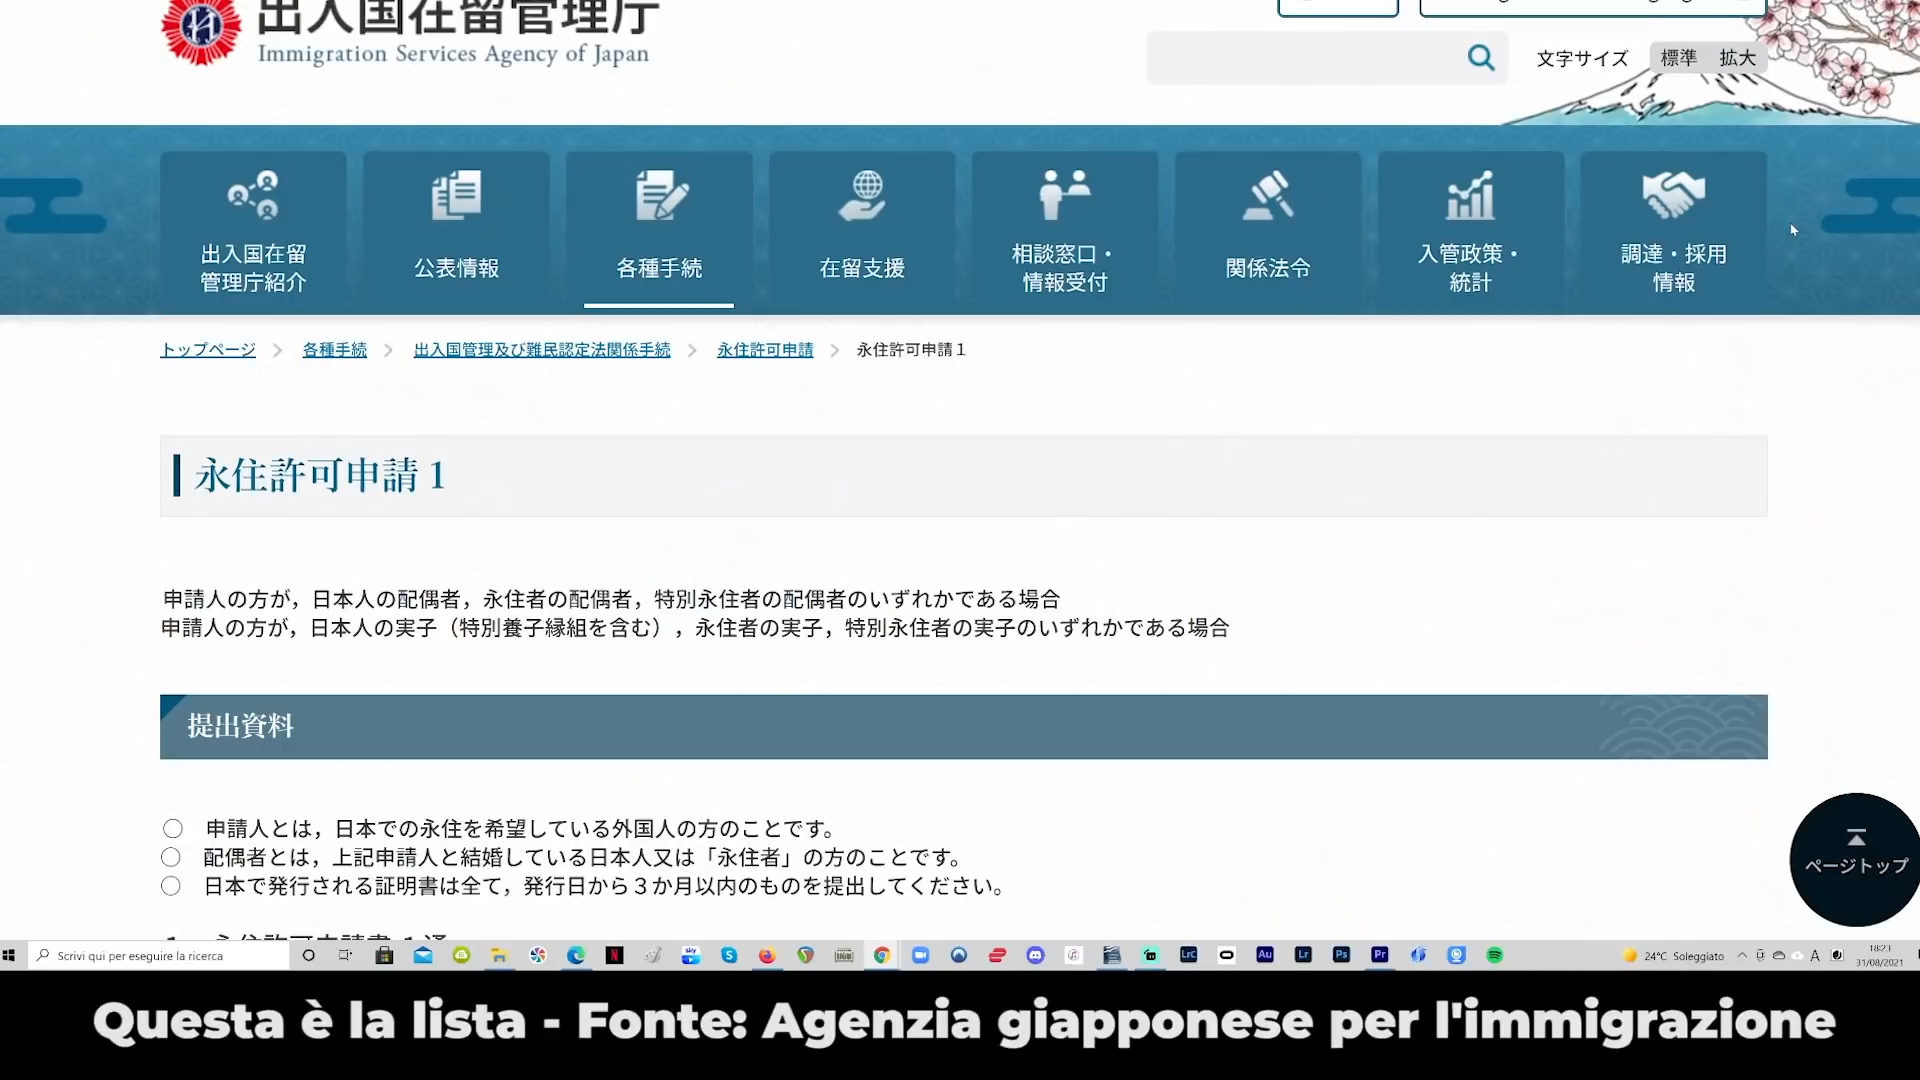 出入国在留管理庁
Immigration Services Agency of Japan
文字サイズ 標準 拡大
出入国在留
管理庁紹介
公表情報
各種手続
在留支援
相談窓口・
情報受付
関係法令
入管政策・
統計
調達・採用
情報
トップページ 各種手続 出入国管理及び難民認定法関係手続 永住許可申請 永住許可申請１
永住許可申請１
申請人の方が，日本人の配偶者，永住者の配偶者，特別永住者の配偶者のいずれかである場合
申請人の方が，日本人の実子（特別養子縁組を含む），永住者の実子，特別永住者の実子のいずれかである場合
提出資料
○ 申請人とは，日本での永住を希望している外国人の方のことです。
○ 配偶者とは，上記申請人と結婚している日本人又は「永住者」の方のことです。
○ 日本で発行される証明書は全て，発行日から３か月以内のものを提出してください。
ページトップ
Scrivi qui per eseguire la ricerca
N
sky
S
LrC
Au
Lr
Ps
Pr
24°C Soleggiato
A
18:23
31/08/2021
Questa è la lista - Fonte: Agenzia giapponese per l'immigrazione